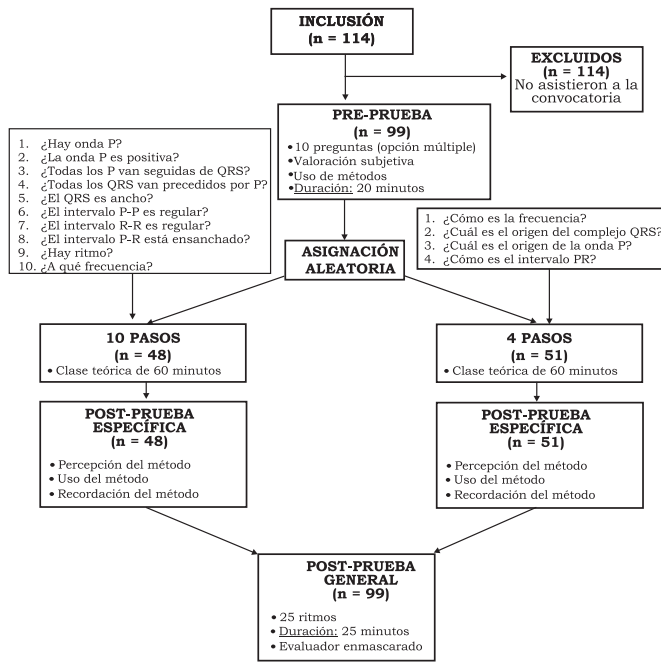 INCLUSIÓN
(n = 114)
EXCLUIDOS
(n = 114)
No asistieron a la
convocatoria
PRE-PRUEBA
(n = 99)
• 10 preguntas (opción múltiple)
• Valoración subjetiva
• Uso de métodos
• Duración: 20 minutos
1. ¿Hay onda P?
2. ¿La onda P es positiva?
3. ¿Todas los P van seguidas de QRS?
4. ¿Todas los QRS van precedidos por P?
5. ¿El QRS es ancho?
6. ¿El intervalo P-P es regular?
7. ¿El intervalo R-R es regular?
8. ¿El intervalo P-R está ensanchado?
9. ¿Hay ritmo?
10. ¿A qué frecuencia?
1. ¿Cómo es la frecuencia?
2. ¿Cuál es el origen del complejo QRS?
3. ¿Cuál es el origen de la onda P?
4. ¿Cómo es el intervalo PR?
ASIGNACIÓN
ALEATORIA
10 PASOS
(n = 48)
• Clase teórica de 60 minutos
4 PASOS
(n = 51)
• Clase teórica de 60 minutos
POST-PRUEBA
ESPECÍFICA
(n = 48)
• Percepción del método
• Uso del método
• Recordación del método
POST-PRUEBA
ESPECÍFICA
(n = 51)
• Percepción del método
• Uso del método
• Recordación del método
POST-PRUEBA
GENERAL
(n = 99)
• 25 ritmos
• Duración: 25 minutos
• Evaluador enmascarado